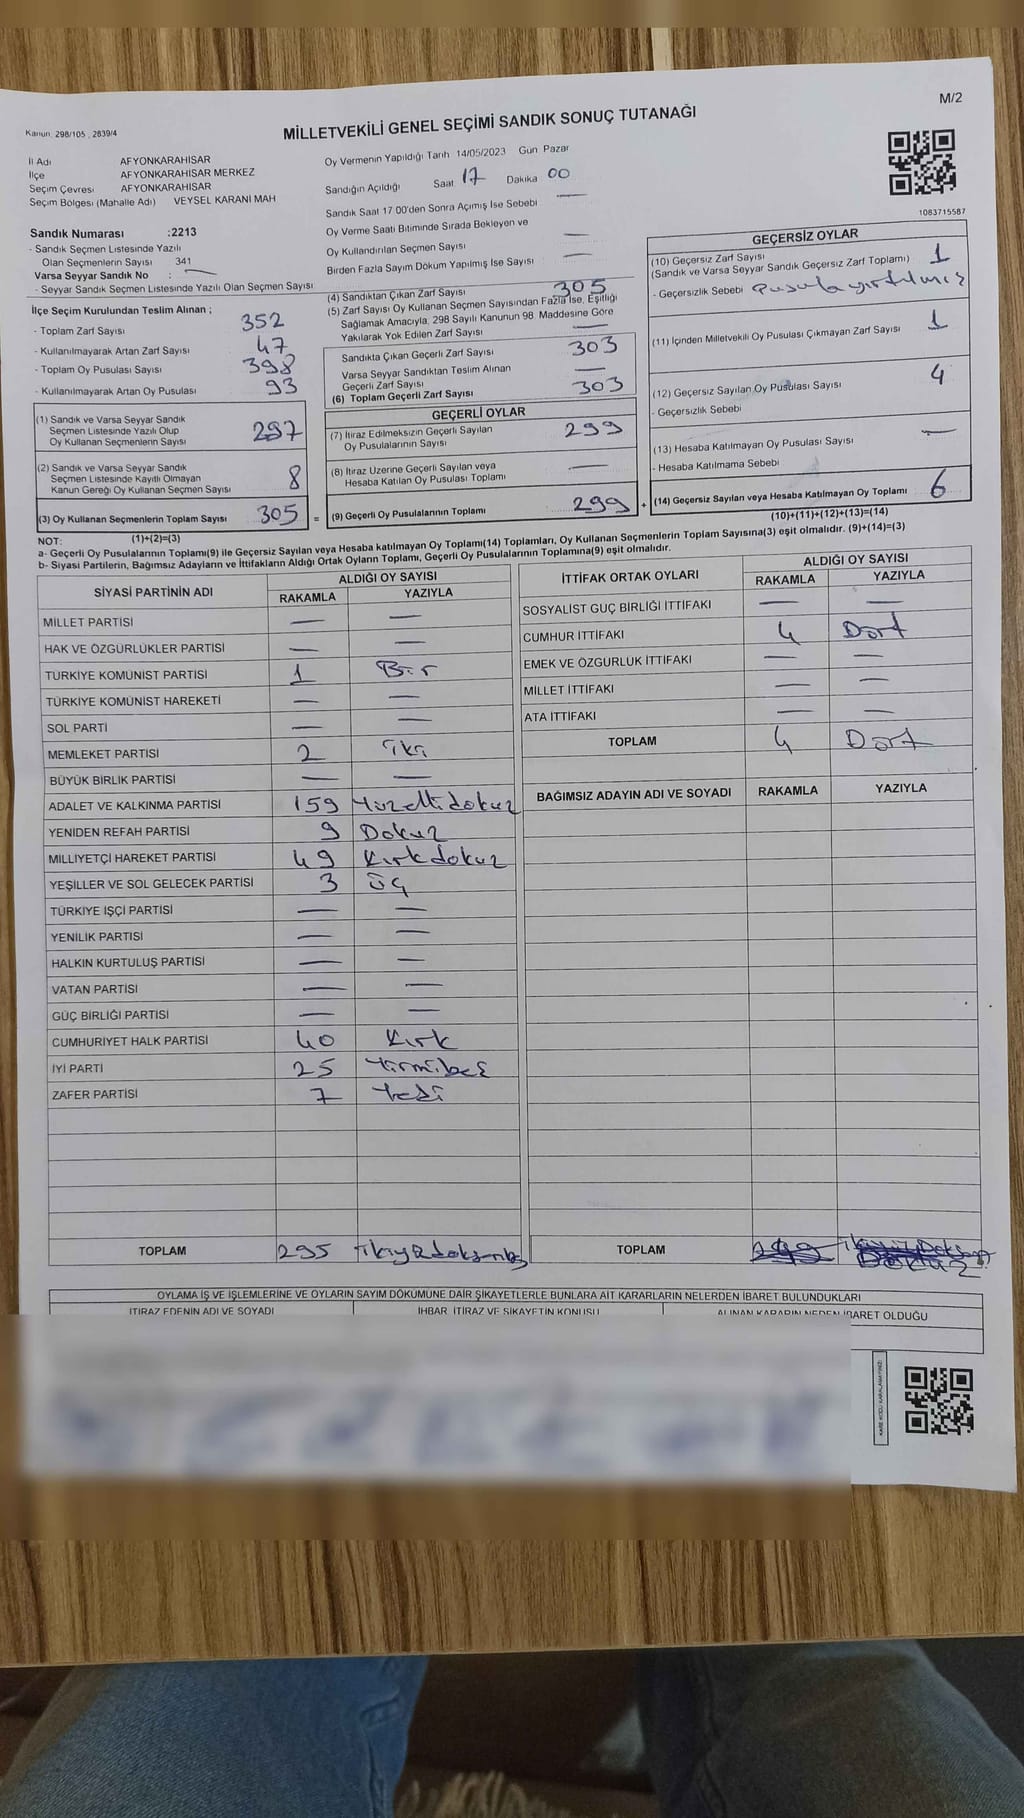 M/2
Kanun. 298/105 , 2839/4
MİLLETVEKİLİ GENEL SEÇİMİ SANDIK SONUÇ TUTANAĞI
İl Adı AFYONKARAHİSAR
İlçe AFYONKARAHİSAR MERKEZ
Seçim Çevresi AFYONKARAHİSAR
Seçim Bölgesi (Mahalle Adı) VEYSEL KARANİ MAH
Sandık Numarası :2213
- Sandık Seçmen Listesinde Yazılı
Olan Seçmenlerin Sayısı 341
Varsa Seyyar Sandık No : —
- Seyyar Sandık Seçmen Listesinde Yazılı Olan Seçmen Sayısı
Oy Vermenin Yapıldığı Tarih 14/05/2023 Gün Pazar
Sandığın Açıldığı Saat 17 Dakika 00
Sandık Saat 17 00'den Sonra Açılmış İse Sebebi —
Oy Verme Saati Bitiminde Sırada Bekleyen ve
Oy Kullandırılan Seçmen Sayısı —
Birden Fazla Sayım Döküm Yapılmış İse Sayısı —
1083715587
İlçe Seçim Kurulundan Teslim Alınan ;
- Toplam Zarf Sayısı 352
- Kullanılmayarak Artan Zarf Sayısı 47
- Toplam Oy Pusulası Sayısı 398
- Kullanılmayarak Artan Oy Pusulası 93
(1) Sandık ve Varsa Seyyar Sandık
Seçmen Listesinde Yazılı Olup
Oy Kullanan Seçmenlerin Sayısı 297
(2) Sandık ve Varsa Seyyar Sandık
Seçmen Listesinde Kayıtlı Olmayan
Kanun Gereği Oy Kullanan Seçmen Sayısı 8
(3) Oy Kullanan Seçmenlerin Toplam Sayısı 305 =
(1)+(2)=(3)
(4) Sandıktan Çıkan Zarf Sayısı 305
(5) Zarf Sayısı Oy Kullanan Seçmen Sayısından Fazla İse, Eşitliği
Sağlamak Amacıyla, 298 Sayılı Kanunun 98. Maddesine Göre
Yakılarak Yok Edilen Zarf Sayısı —
Sandıkta Çıkan Geçerli Zarf Sayısı 303
Varsa Seyyar Sandıktan Teslim Alınan
Geçerli Zarf Sayısı —
(6) Toplam Geçerli Zarf Sayısı 303
GEÇERLİ OYLAR
(7) İtiraz Edilmeksizin Geçerli Sayılan
Oy Pusulalarının Sayısı 299
(8) İtiraz Üzerine Geçerli Sayılan veya
Hesaba Katılan Oy Pusulası Toplamı —
(9) Geçerli Oy Pusulalarının Toplamı 299 +
GEÇERSİZ OYLAR
(10) Geçersiz Zarf Sayısı 1
(Sandık ve Varsa Seyyar Sandık Geçersiz Zarf Toplamı)
- Geçersizlik Sebebi Pusula yırtılmış
(11) İçinden Milletvekili Oy Pusulası Çıkmayan Zarf Sayısı 1
(12) Geçersiz Sayılan Oy Pusulası Sayısı 4
- Geçersizlik Sebebi
(13) Hesaba Katılmayan Oy Pusulası Sayısı —
- Hesaba Katılmama Sebebi
(14) Geçersiz Sayılan veya Hesaba Katılmayan Oy Toplamı 6
(10)+(11)+(12)+(13)=(14)
NOT:
a- Geçerli Oy Pusulalarının Toplamı(9) ile Geçersiz Sayılan veya Hesaba katılmayan Oy Toplamı(14) Toplamları, Oy Kullanan Seçmenlerin Toplam Sayısına(3) eşit olmalıdır. (9)+(14)=(3)
b- Siyasi Partilerin, Bağımsız Adayların ve İttifakların Aldığı Ortak Oyların Toplamı, Geçerli Oy Pusulalarının Toplamına(9) eşit olmalıdır.
SİYASİ PARTİNİN ADI ALDIĞI OY SAYISI
RAKAMLA YAZIYLA
MİLLET PARTİSİ — —
HAK VE ÖZGÜRLÜKLER PARTİSİ — —
TÜRKİYE KOMÜNİST PARTİSİ 1 Bir
TÜRKİYE KOMÜNİST HAREKETİ — —
SOL PARTİ — —
MEMLEKET PARTİSİ 2 iki
BÜYÜK BİRLİK PARTİSİ — —
ADALET VE KALKINMA PARTİSİ 159 Yüzellidokuz
YENİDEN REFAH PARTİSİ 9 Dokuz
MİLLİYETÇİ HAREKET PARTİSİ 49 Kırkdokuz
YEŞİLLER VE SOL GELECEK PARTİSİ 3 üç
TÜRKİYE İŞÇİ PARTİSİ — —
YENİLİK PARTİSİ — —
HALKIN KURTULUŞ PARTİSİ — —
VATAN PARTİSİ — —
GÜÇ BİRLİĞİ PARTİSİ — —
CUMHURİYET HALK PARTİSİ 40 Kırk
İYİ PARTİ 25 Yirmibeş
ZAFER PARTİSİ 7 Yedi
TOPLAM 295
İTTİFAK ORTAK OYLARI ALDIĞI OY SAYISI
RAKAMLA YAZIYLA
SOSYALİST GÜÇ BİRLİĞİ İTTİFAKI — —
CUMHUR İTTİFAKI 4 Dört
EMEK VE ÖZGÜRLÜK İTTİFAKI — —
MİLLET İTTİFAKI — —
ATA İTTİFAKI — —
TOPLAM 4 Dört
BAĞIMSIZ ADAYIN ADI VE SOYADI RAKAMLA YAZIYLA
TOPLAM 299
OYLAMA İŞ VE İŞLEMLERİNE VE OYLARIN SAYIM DÖKÜMÜNE DAİR ŞİKAYETLERLE BUNLARA AİT KARARLARIN NELERDEN İBARET BULUNDUKLARI
İTİRAZ EDENİN ADI VE SOYADI İHBAR, İTİRAZ VE ŞİKAYETİN KONUSU ALINAN KARARIN NEDEN İBARET OLDUĞU
KARE KODU KARALAMAYINIZ!